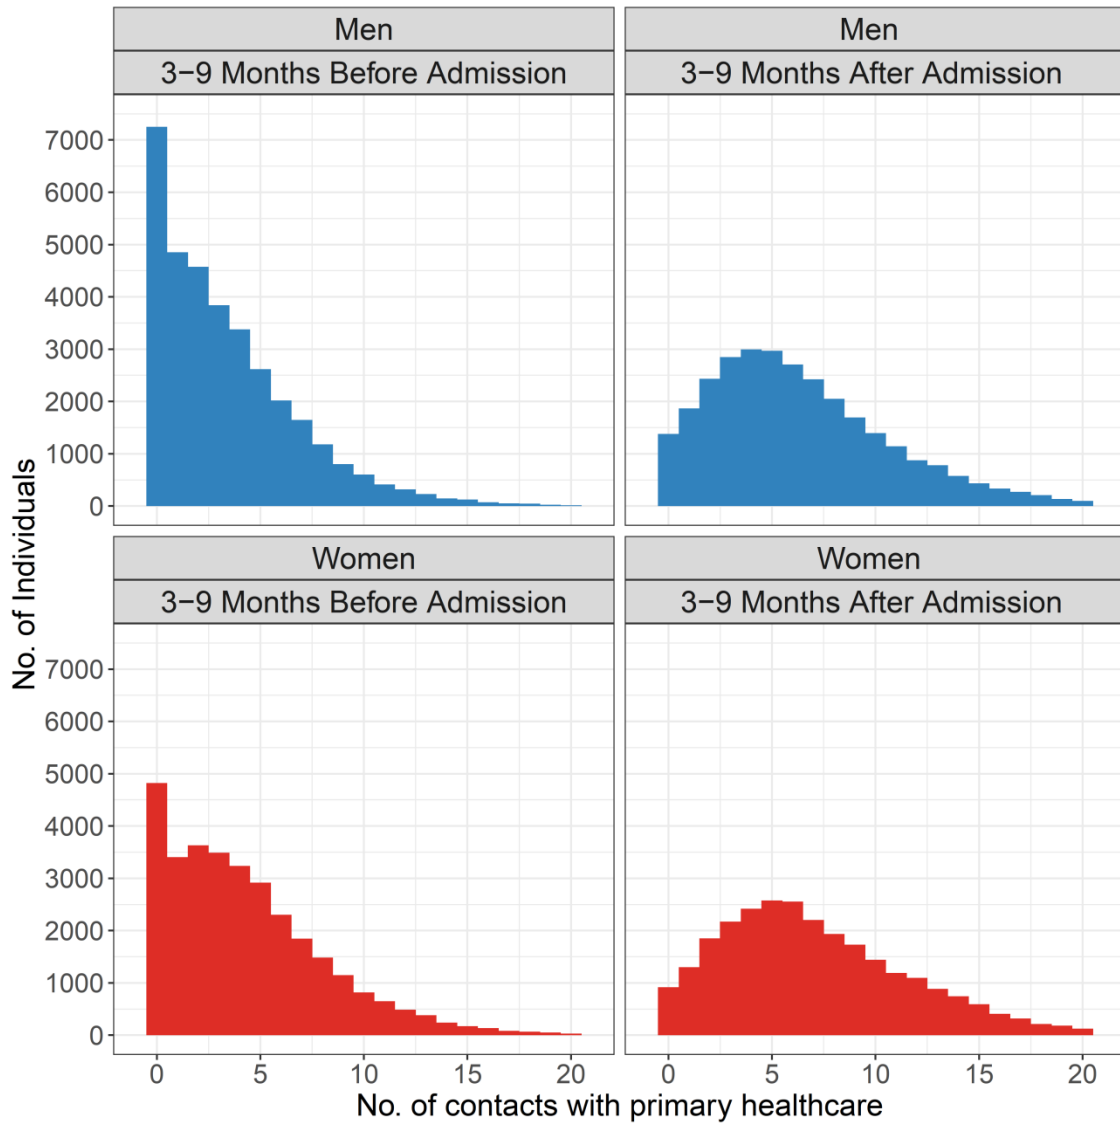 Men
3−9 Months Before Admission
Men
3−9 Months After Admission
7000
6000
5000
4000
3000
2000
1000
0
Women
3−9 Months Before Admission
Women
3−9 Months After Admission
7000
6000
5000
4000
3000
2000
1000
0
No. of Individuals
0 5 10 15 20
0 5 10 15 20
No. of contacts with primary healthcare